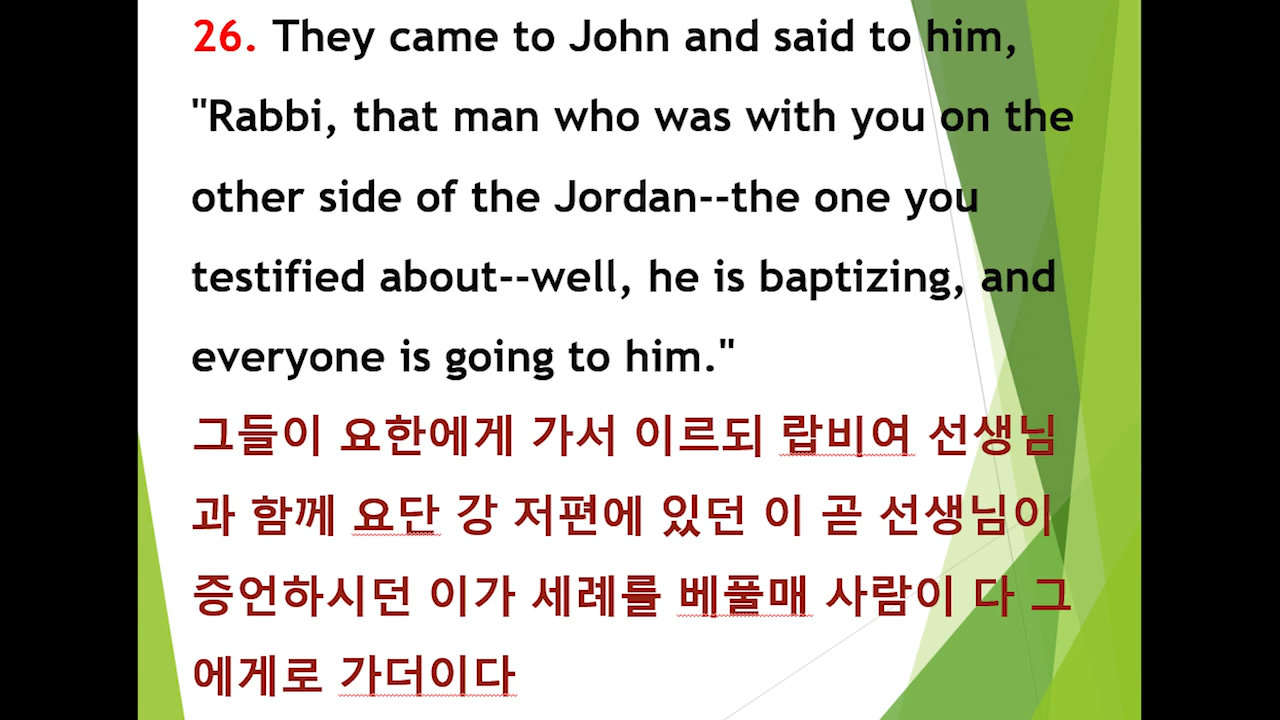 26. They came to John and said to him,
"Rabbi, that man who was with you on the
other side of the Jordan--the one you
testified about--well, he is baptizing, and
everyone is going to him."
그들이 요한에게 가서 이르되 랍비여 선생님
과 함께 요단 강 저편에 있던 이 곧 선생님이
증언하시던 이가 세례를 베풀매 사람이 다 그
에게로 가더이다